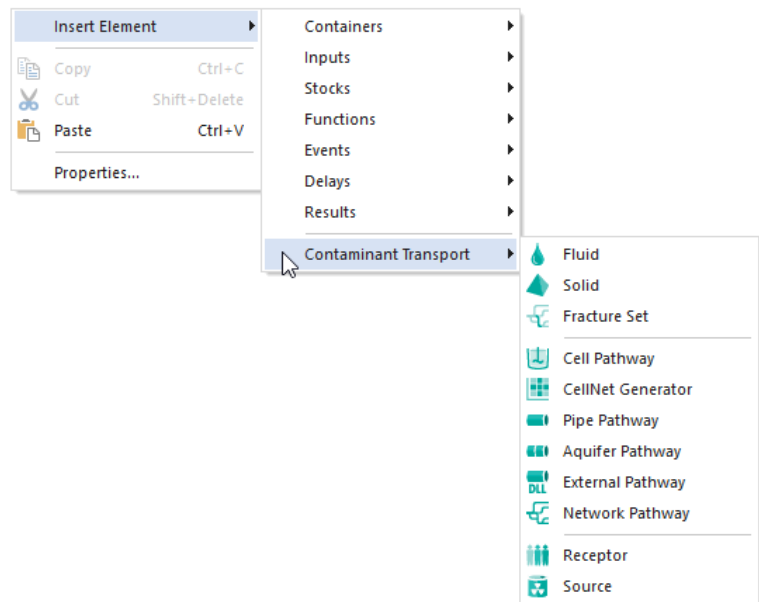 Insert Element
Copy Ctrl+C
Cut Shift+Delete
Paste Ctrl+V
Properties...
Containers
Inputs
Stocks
Functions
Events
Delays
Results
Contaminant Transport
Fluid
Solid
Fracture Set
Cell Pathway
CellNet Generator
Pipe Pathway
Aquifer Pathway
DLL External Pathway
Network Pathway
Receptor
Source